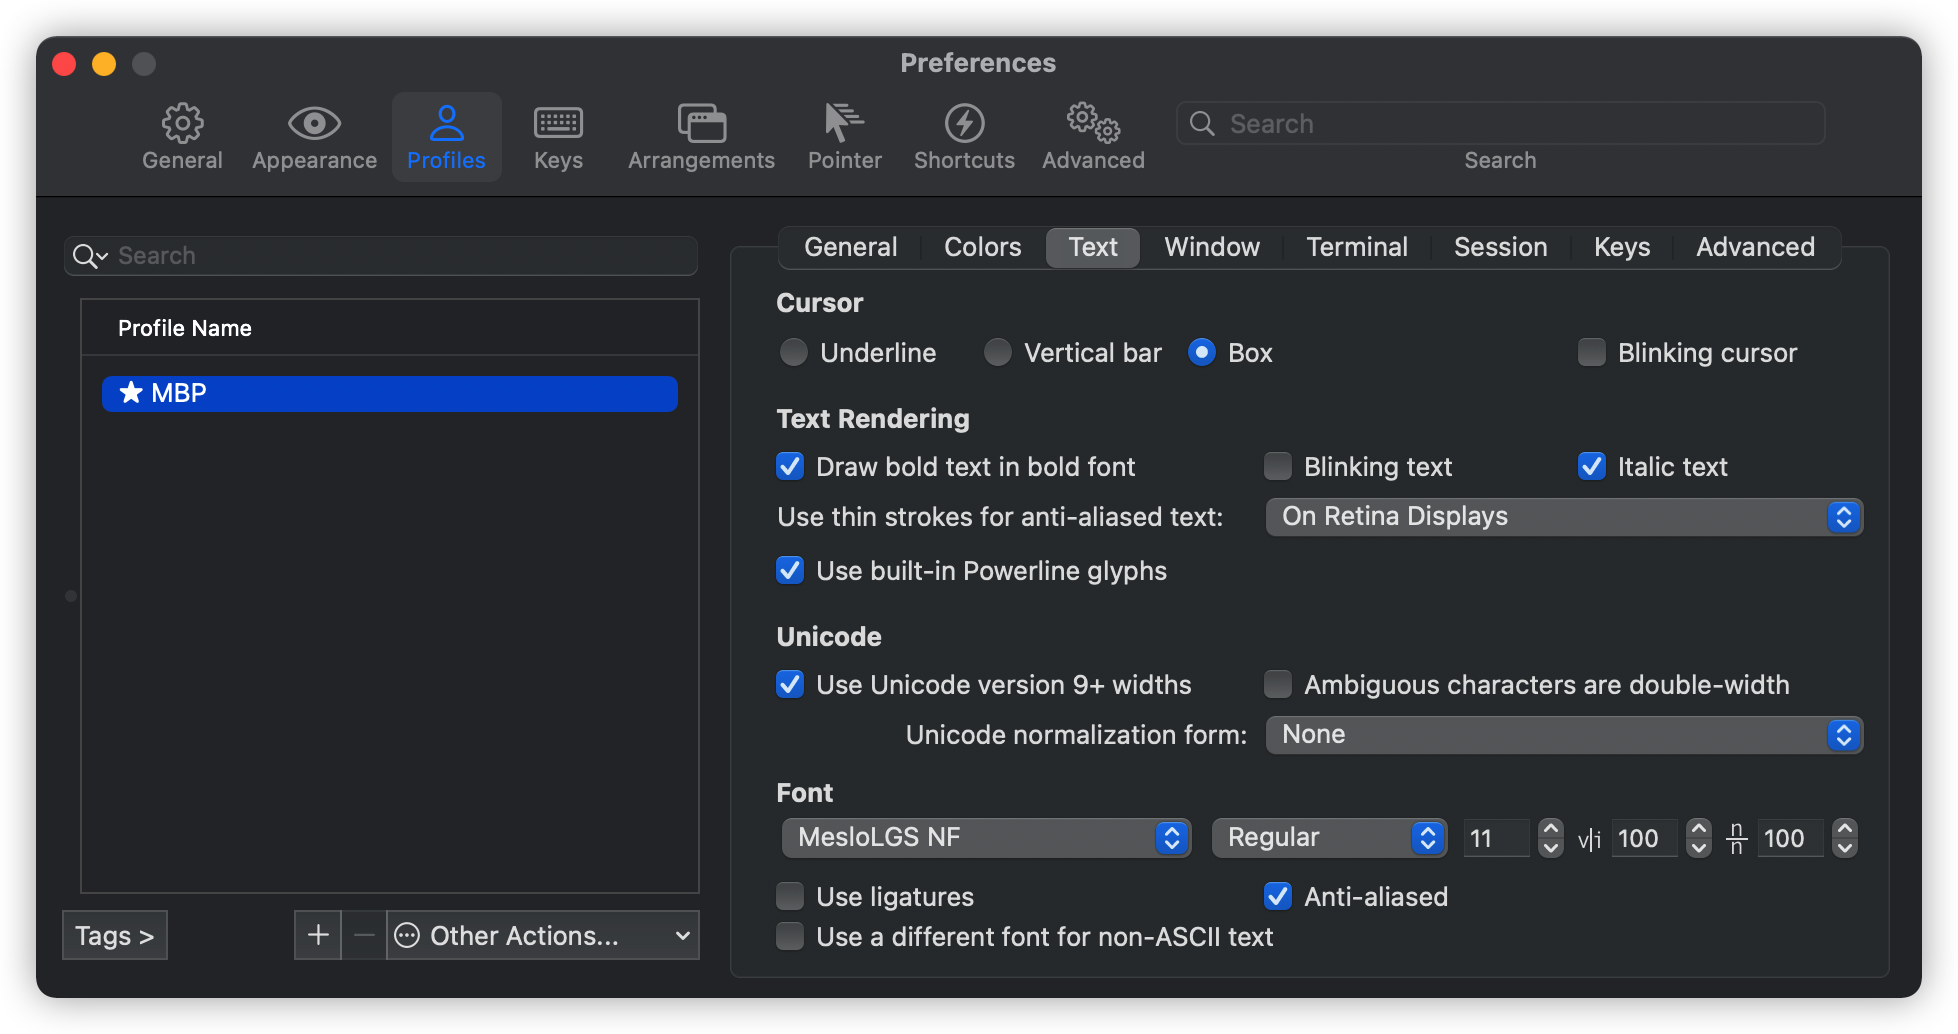 Preferences
General Appearance Profiles Keys Arrangements Pointer Shortcuts Advanced Search
Search
Search
Profile Name
MBP
Tags >
Other Actions...
General Colors Text Window Terminal Session Keys Advanced
Cursor
Underline Vertical bar Box Blinking cursor
Text Rendering
Draw bold text in bold font Blinking text Italic text
Use thin strokes for anti-aliased text: On Retina Displays
Use built-in Powerline glyphs
Unicode
Use Unicode version 9+ widths Ambiguous characters are double-width
Unicode normalization form: None
Font
MesloLGS NF Regular 11 v|i 100 n/n 100
Use ligatures Anti-aliased
Use a different font for non-ASCII text